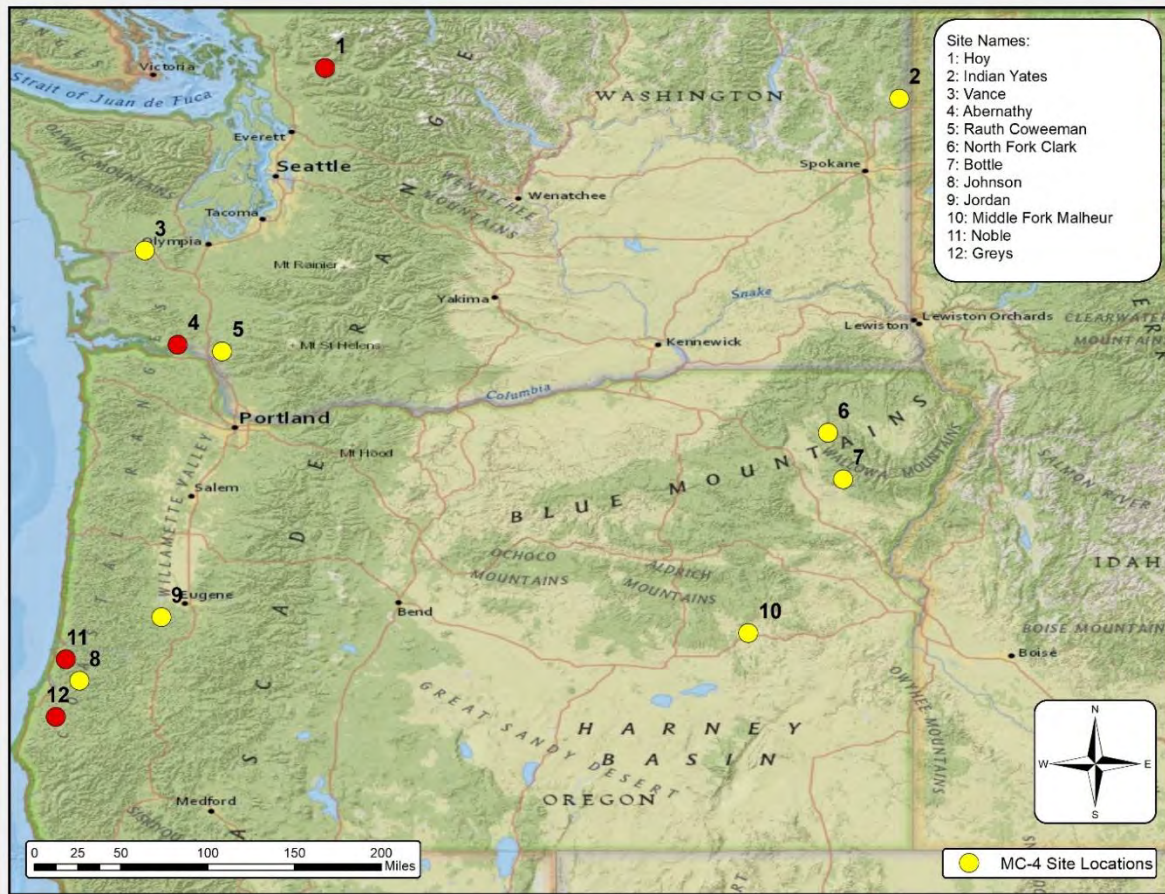 Site Names:
1: Hoy
2: Indian Yates
3: Vance
4: Abernathy
5: Rauth Coweeman
6: North Fork Clark
7: Bottle
8: Johnson
9: Jordan
10: Middle Fork Malheur
11: Noble
12: Greys
1
2
Victoria
Strait of Juan de Fuca
WASHINGTON
Everett
OLYMPIC MOUNTAINS
Seattle
Spokane
WENATCHEE MOUNTAINS
Wenatchee
Tacoma
3
Olympia
Mt Rainier
Yakima
Snake
Lewiston
Lewiston Orchards
CLEARWATER
MOUNTAINS
4
5
Mt St Helens
Kennewick
Columbia
Portland
6
7
WALLOWA MOUNTAINS
Mt Hood
BLUE MOUNTAINS
SALMON RIVER
MOUNTAINS
Salem
WILLAMETTE VALLEY
CASCADE RANGE
COASTAL RANGES
OCHOCO
MOUNTAINS
ALDRICH
MOUNTAINS
IDAH
9
Eugene
Bend
10
BOISE MOUNTAIN
Boise
11
8
12
OWYHEE MOUNTAINS
GREAT SANDY DESERT
HARNEY
BASIN
OREGON
Medford
N
W
E
S
0 25 50 100 150 200
Miles
MC-4 Site Locations